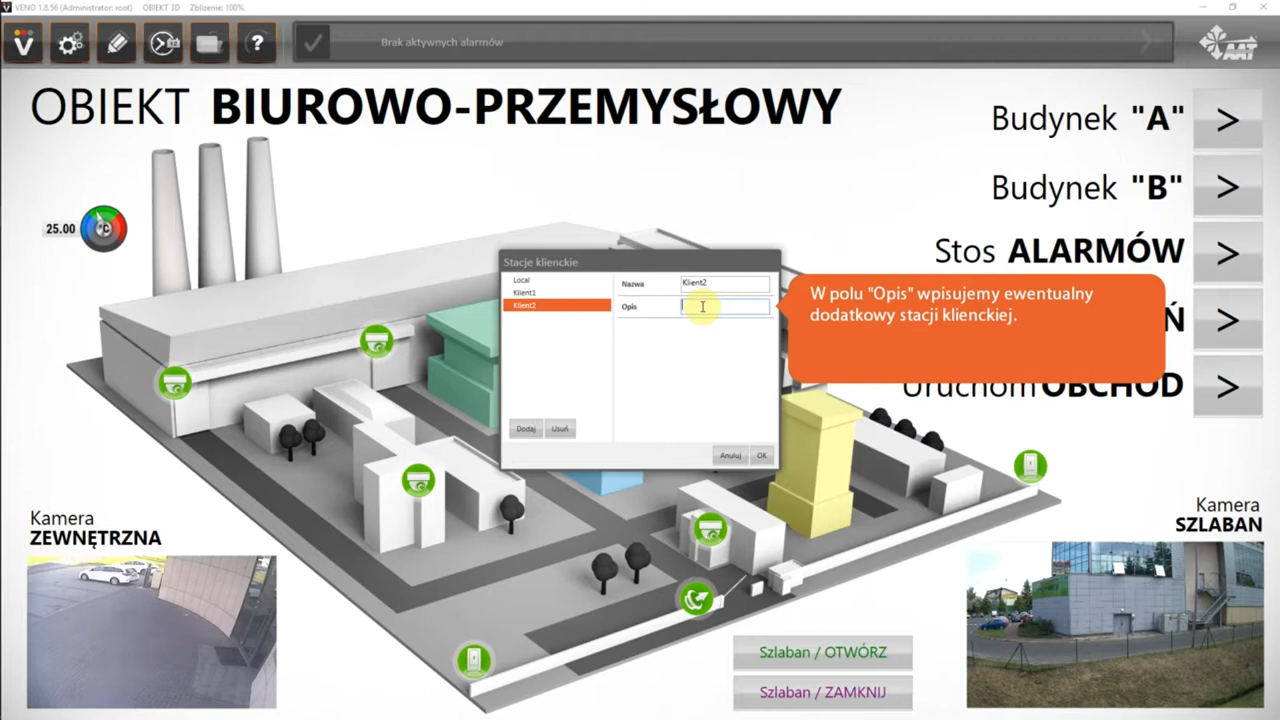 VENO 1.8.56 (Administrator: root)
OBIEKT 3D
Zbliżenie: 100%
V
?
Brak aktywnych alarmów
AAT
OBIEKT BIUROWO-PRZEMYSŁOWY
Budynek "A" >
Budynek "B" >
Stos ALARMÓW >
Ń >
Uruchom OBCHÓD >
25.00 °C
Stacje klienckie
Local
Klient1
Klient2
Nazwa Klient2
Opis
Dodaj Usuń
Anuluj OK
W polu "Opis" wpisujemy ewentualny
dodatkowy stacji klienckiej.
Kamera
ZEWNĘTRZNA
Kamera
SZLABAN
Szlaban / OTWÓRZ
Szlaban / ZAMKNIJ